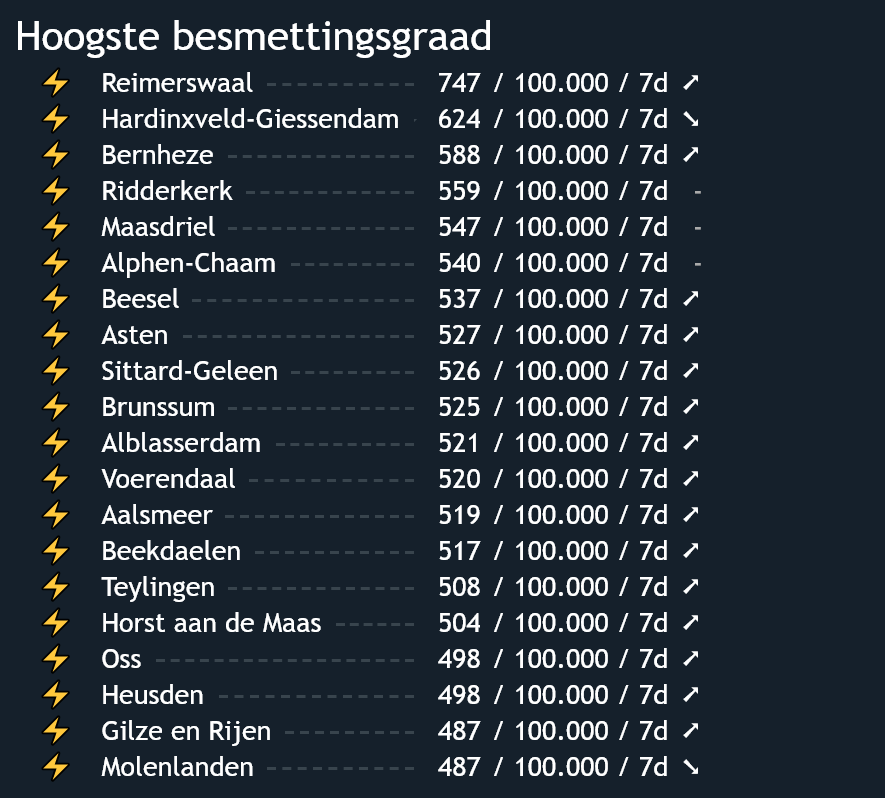 Hoogste besmettingsgraad
⚡ Reimerswaal ---------- 747 / 100.000 / 7d ➚
⚡ Hardinxveld-Giessendam - 624 / 100.000 / 7d ➘
⚡ Bernheze ------------ 588 / 100.000 / 7d ➚
⚡ Ridderkerk ----------- 559 / 100.000 / 7d -
⚡ Maasdriel ------------ 547 / 100.000 / 7d -
⚡ Alphen-Chaam -------- 540 / 100.000 / 7d -
⚡ Beesel -------------- 537 / 100.000 / 7d ➚
⚡ Asten --------------- 527 / 100.000 / 7d ➚
⚡ Sittard-Geleen -------- 526 / 100.000 / 7d ➚
⚡ Brunssum ------------ 525 / 100.000 / 7d ➚
⚡ Alblasserdam --------- 521 / 100.000 / 7d ➚
⚡ Voerendaal ----------- 520 / 100.000 / 7d ➚
⚡ Aalsmeer ------------ 519 / 100.000 / 7d ➚
⚡ Beekdaelen ---------- 517 / 100.000 / 7d ➚
⚡ Teylingen ------------ 508 / 100.000 / 7d ➚
⚡ Horst aan de Maas ----- 504 / 100.000 / 7d ➚
⚡ Oss ----------------- 498 / 100.000 / 7d ➚
⚡ Heusden ------------- 498 / 100.000 / 7d ➚
⚡ Gilze en Rijen -------- 487 / 100.000 / 7d ➚
⚡ Molenlanden ---------- 487 / 100.000 / 7d ➘